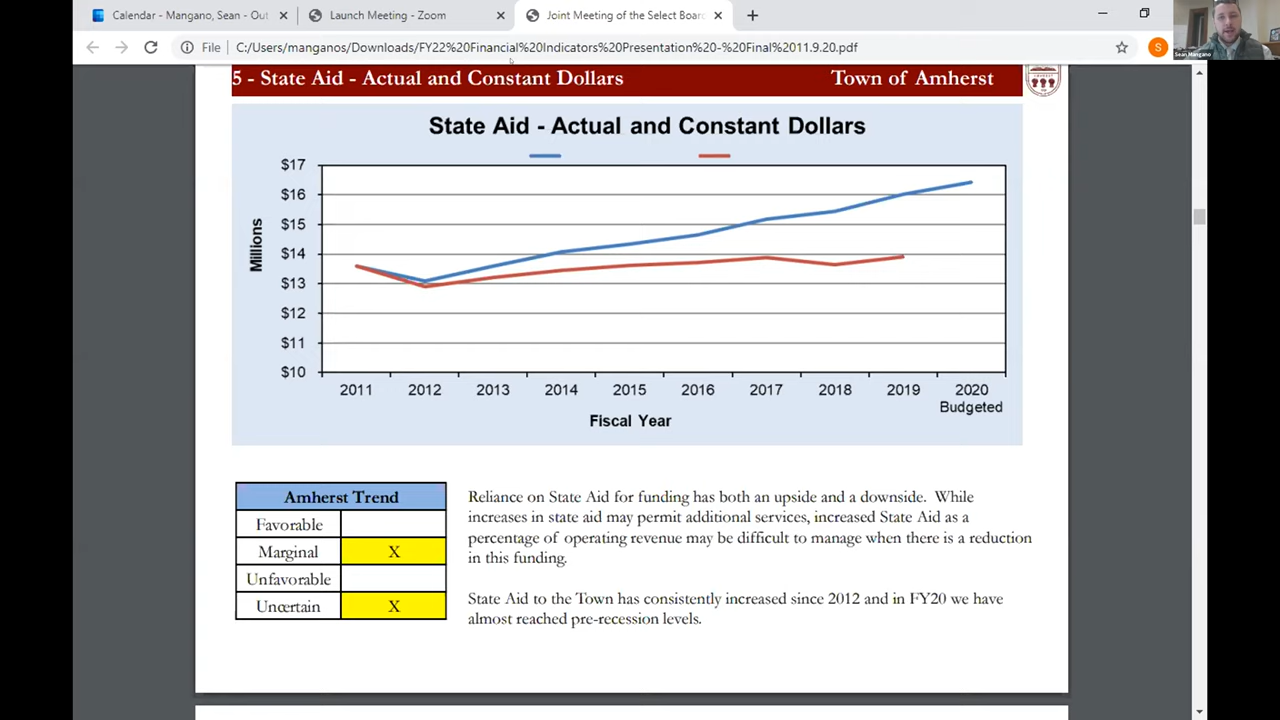 Calendar - Mangano, Sean - Out
Launch Meeting - Zoom
Joint Meeting of the Select Boar
File
C:/Users/manganos/Downloads/FY22%20Financial%20Indicators%20Presentation%20-%20Final%2011.9.20.pdf
S
Sean Mangano
5 - State Aid - Actual and Constant Dollars
Town of Amherst
State Aid - Actual and Constant Dollars
$17
$16
$15
$14
$13
$12
$11
$10
Millions
2011 2012 2013 2014 2015 2016 2017 2018 2019 2020
Budgeted
Fiscal Year
Amherst Trend
Favorable
Marginal X
Unfavorable
Uncertain X
Reliance on State Aid for funding has both an upside and a downside. While
increases in state aid may permit additional services, increased State Aid as a
percentage of operating revenue may be difficult to manage when there is a reduction
in this funding.
State Aid to the Town has consistently increased since 2012 and in FY20 we have
almost reached pre-recession levels.